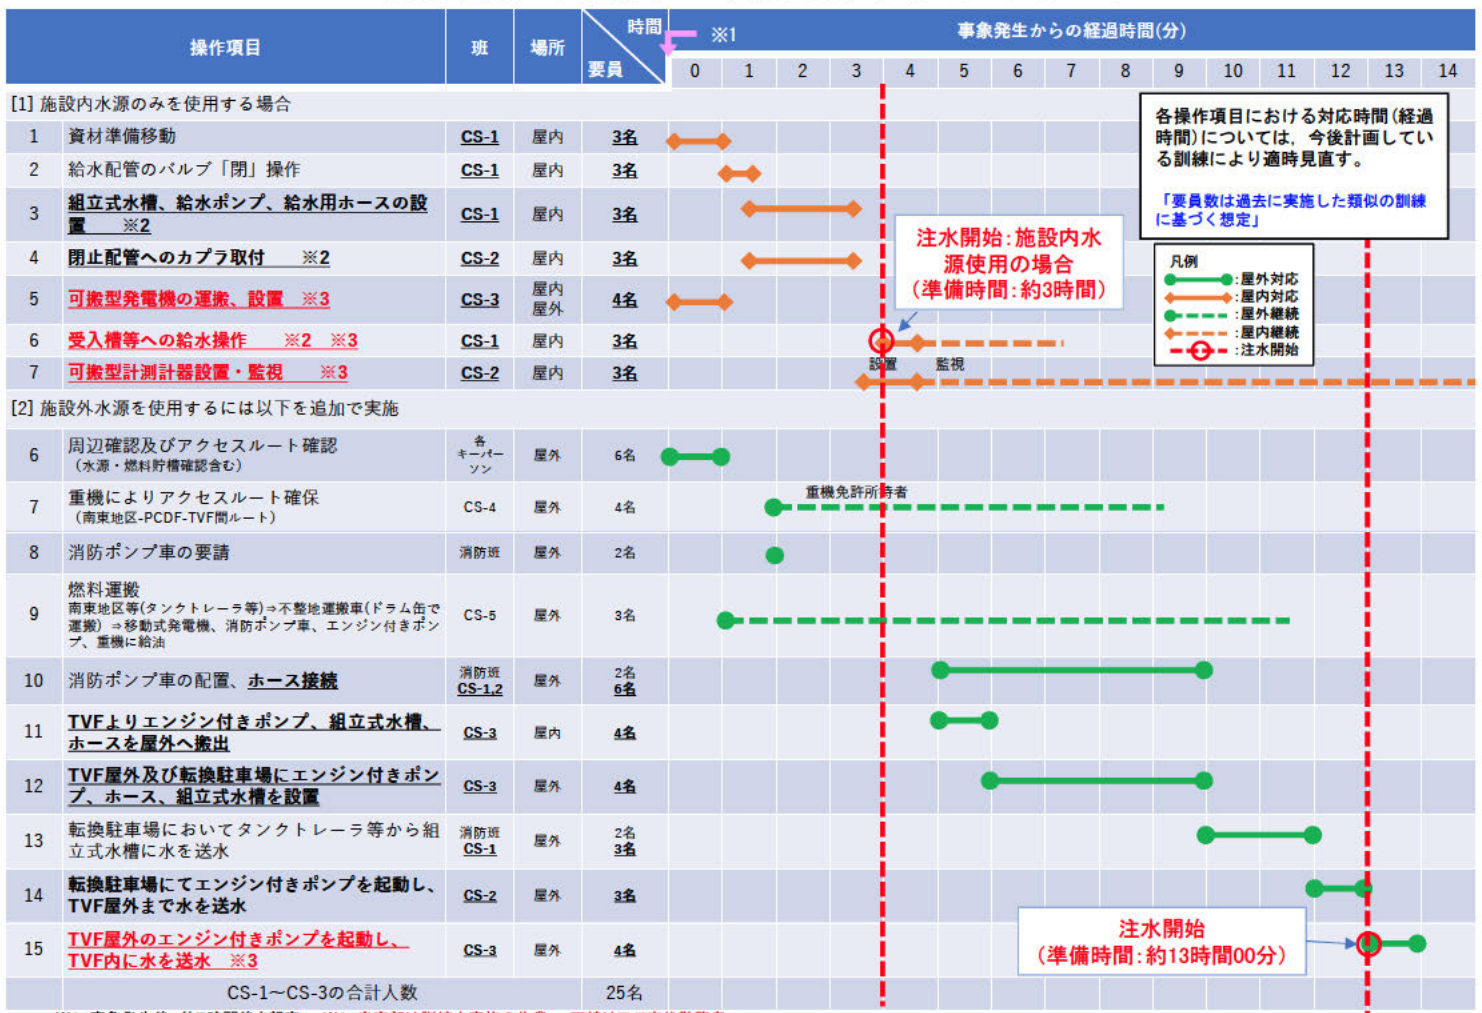 操作項目 班 場所 時間 要員 ※1 事象発生からの経過時間(分)
0 1 2 3 4 5 6 7 8 9 10 11 12 13 14
[1] 施設内水源のみを使用する場合
1 資材準備移動 CS-1 屋内 3名
2 給水配管のバルブ「閉」操作 CS-1 屋内 3名
3 組立式水槽、給水ポンプ、給水用ホースの設
置 ※2 CS-1 屋内 3名
4 閉止配管へのカプラ取付 ※2 CS-2 屋内 3名
5 可搬型発電機の運搬、設置 ※3 CS-3 屋内
屋外 4名
6 受入槽等への給水操作 ※2 ※3 CS-1 屋内 3名
7 可搬型計測計器設置・監視 ※3 CS-2 屋内 3名
設置 監視
注水開始:施設内水
源使用の場合
(準備時間:約3時間)
各操作項目における対応時間(経過
時間)については,今後計画してい
る訓練により適時見直す。
「要員数は過去に実施した類似の訓練
に基づく想定」
凡例
:屋外対応
:屋内対応
:屋外継続
:屋内継続
:注水開始
[2] 施設外水源を使用するには以下を追加で実施
6 周辺確認及びアクセスルート確認
(水源・燃料貯槽確認含む) 各
キーパー
ソン 屋外 6名
7 重機によりアクセスルート確保
(南東地区-PCDF-TVF間ルート) CS-4 屋外 4名
重機免許所持者
8 消防ポンプ車の要請 消防班 屋外 2名
9 燃料運搬
南東地区等(タンクトレーラ等)⇒不整地運搬車(ドラム缶で
運搬) ⇒移動式発電機、消防ポンプ車、エンジン付きポン
プ、重機に給油 CS-5 屋外 3名
10 消防ポンプ車の配置、ホース接続 消防班
CS-1,2 屋外 2名
6名
11 TVFよりエンジン付きポンプ、組立式水槽、
ホースを屋外へ搬出 CS-3 屋内 4名
12 TVF屋外及び転換駐車場にエンジン付きポン
プ、ホース、組立式水槽を設置 CS-3 屋外 4名
13 転換駐車場においてタンクトレーラ等から組
立式水槽に水を送水 消防班
CS-1 屋外 2名
3名
14 転換駐車場にてエンジン付きポンプを起動し、
TVF屋外まで水を送水 CS-2 屋外 3名
15 TVF屋外のエンジン付きポンプを起動し、
TVF内に水を送水 ※3 CS-3 屋外 4名
注水開始
(準備時間:約13時間00分)
CS-1～CS-3の合計人数 25名